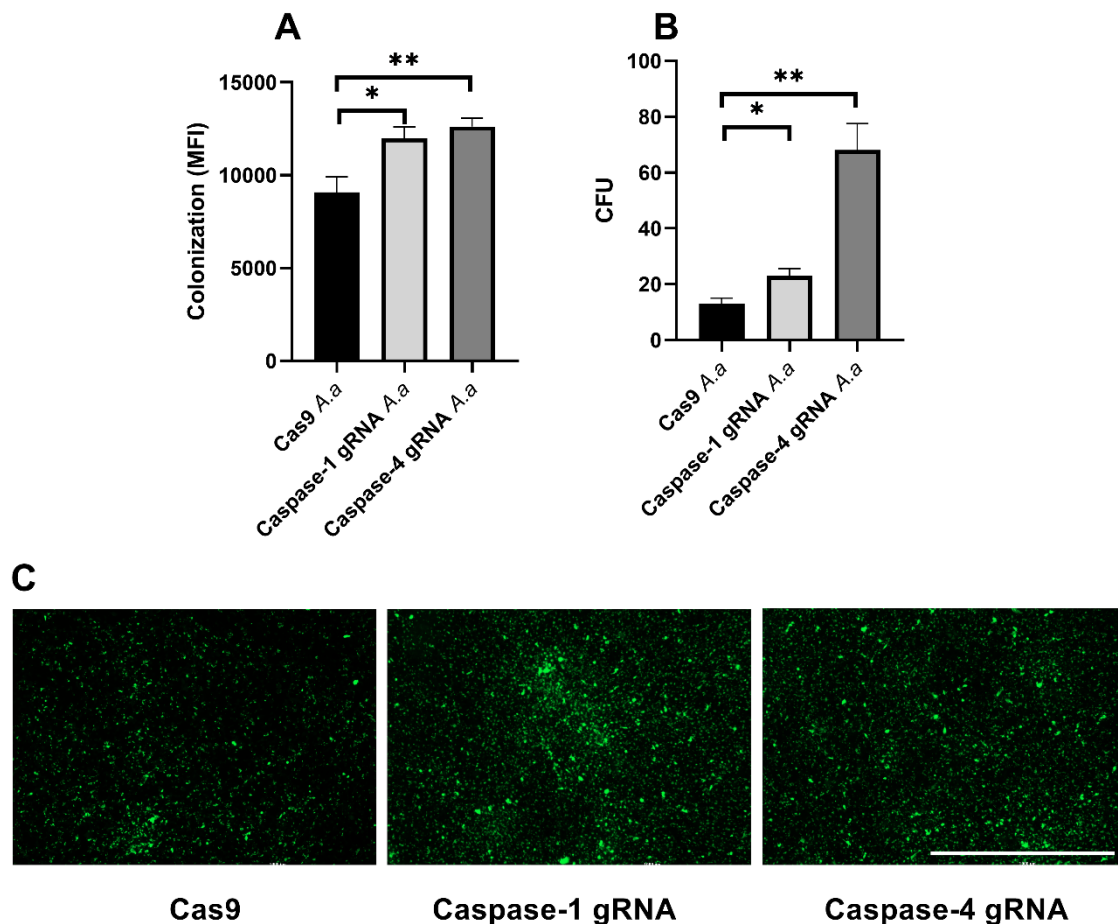 A
**
*
15000
10000
5000
0
Colonization (MFI)
Cas9 A.a
Caspase-1 gRNA A.a
Caspase-4 gRNA A.a
B
**
*
100
80
60
40
20
0
CFU
Cas9 A.a
Caspase-1 gRNA A.a
Caspase-4 gRNA A.a
C
Cas9
Caspase-1 gRNA
Caspase-4 gRNA